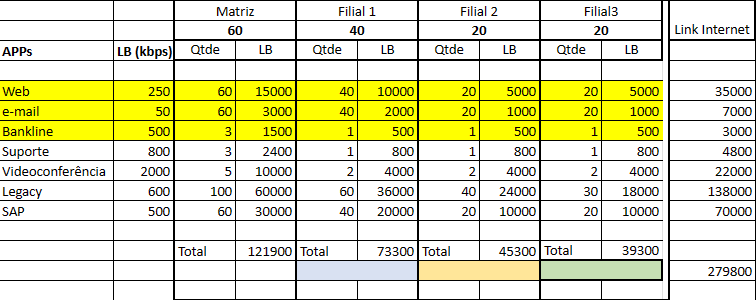 Matriz Filial 1 Filial 2 Filial3
60 40 20 20 Link Internet
APPs LB (kbps) Qtde LB Qtde LB Qtde LB Qtde LB
Web 250 60 15000 40 10000 20 5000 20 5000 35000
e-mail 50 60 3000 40 2000 20 1000 20 1000 7000
Bankline 500 3 1500 1 500 1 500 1 500 3000
Suporte 800 3 2400 1 800 1 800 1 800 4800
Videoconferência 2000 5 10000 2 4000 2 4000 2 4000 22000
Legacy 600 100 60000 60 36000 40 24000 30 18000 138000
SAP 500 60 30000 40 20000 20 10000 20 10000 70000
Total 121900 Total 73300 Total 45300 Total 39300
279800